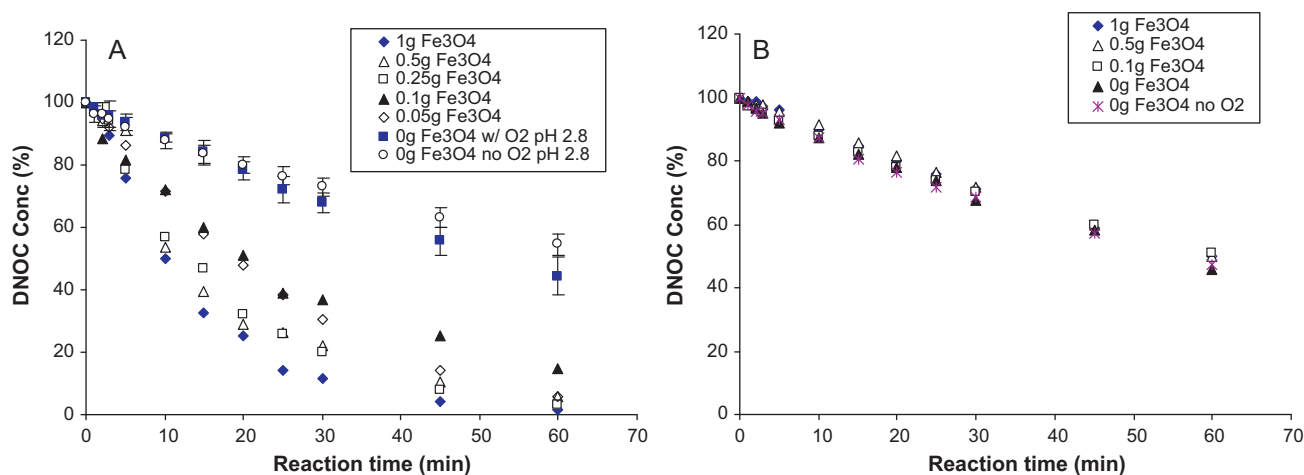 A
1g Fe3O4
0.5g Fe3O4
0.25g Fe3O4
0.1g Fe3O4
0.05g Fe3O4
0g Fe3O4 w/ O2 pH 2.8
0g Fe3O4 no O2 pH 2.8
DNOC Conc (%)
120
100
80
60
40
20
0
0 10 20 30 40 50 60 70
Reaction time (min)
B
1g Fe3O4
0.5g Fe3O4
0.1g Fe3O4
0g Fe3O4
0g Fe3O4 no O2
DNOC Conc (%)
120
100
80
60
40
20
0
0 10 20 30 40 50 60 70
Reaction time (min)